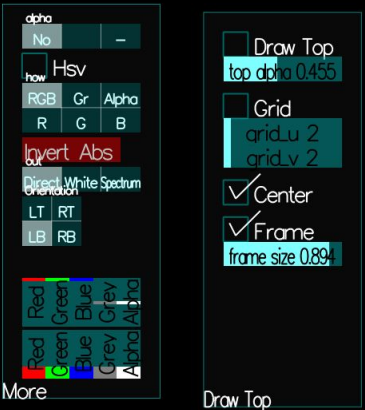 alpha
No
–
Hsv
how
RGB Gr Alpha
R G B
Invert Abs
out
Direct White Spectrum
Orientation
LT RT
LB RB
Red Green Blue Grey Alpha
Red Green Blue Grey Alpha
More
Draw Top
top alpha 0.455
Grid
grid_u 2
grid_v 2
Center
Frame
frame size 0.894
Draw Top